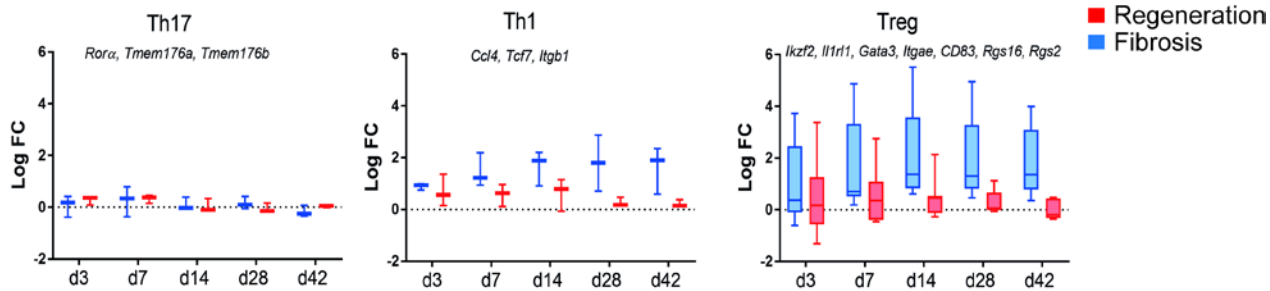 Th17
Rorα, Tmem176a, Tmem176b
Log FC
6
4
2
0
-2
d3 d7 d14 d28 d42
Th1
Ccl4, Tcf7, Itgb1
Log FC
6
4
2
0
-2
d3 d7 d14 d28 d42
Treg
Ikzf2, Il1rl1, Gata3, Itgae, CD83, Rgs16, Rgs2
Log FC
6
4
2
0
-2
d3 d7 d14 d28 d42
Regeneration
Fibrosis